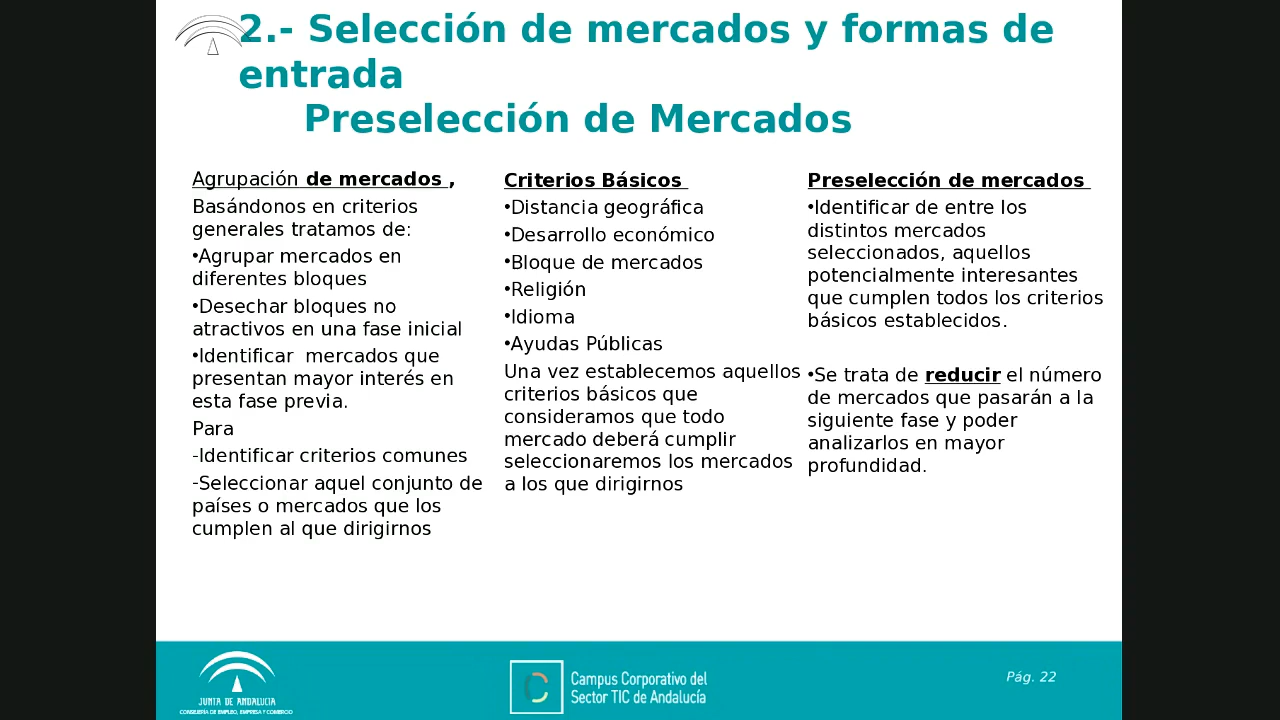 2.- Selección de mercados y formas de
entrada
Preselección de Mercados
Agrupación de mercados ,
Basándonos en criterios
generales tratamos de:
•Agrupar mercados en
diferentes bloques
•Desechar bloques no
atractivos en una fase inicial
•Identificar  mercados que
presentan mayor interés en
esta fase previa.
Para
-Identificar criterios comunes
-Seleccionar aquel conjunto de
países o mercados que los
cumplen al que dirigirnos
Criterios Básicos
•Distancia geográfica
•Desarrollo económico
•Bloque de mercados
•Religión
•Idioma
•Ayudas Públicas
Una vez establecemos aquellos
criterios básicos que
consideramos que todo
mercado deberá cumplir
seleccionaremos los mercados
a los que dirigirnos
Preselección de mercados
•Identificar de entre los
distintos mercados
seleccionados, aquellos
potencialmente interesantes
que cumplen todos los criterios
básicos establecidos.
•Se trata de reducir el número
de mercados que pasarán a la
siguiente fase y poder
analizarlos en mayor
profundidad.
JUNTA DE ANDALUCIA
CONSEJERÍA DE EMPLEO, EMPRESA Y COMERCIO
Campus Corporativo del
Sector TIC de Andalucía
Pág. 22